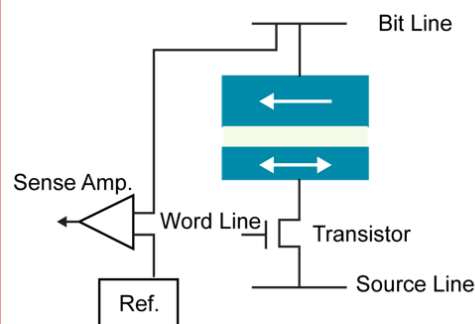 Bit Line
Sense Amp.
Word Line
Transistor
Source Line
Ref.